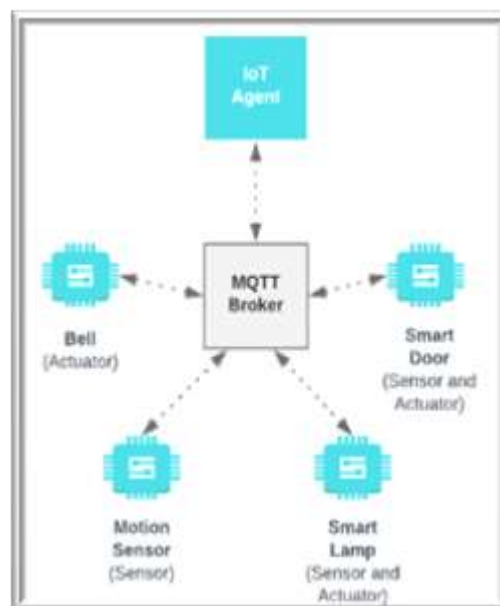 IoT
Agent
MQTT
Broker
Bell
(Actuator)
Smart
Door
(Sensor and
Actuator)
Motion
Sensor
(Sensor)
Smart
Lamp
(Sensor and
Actuator)